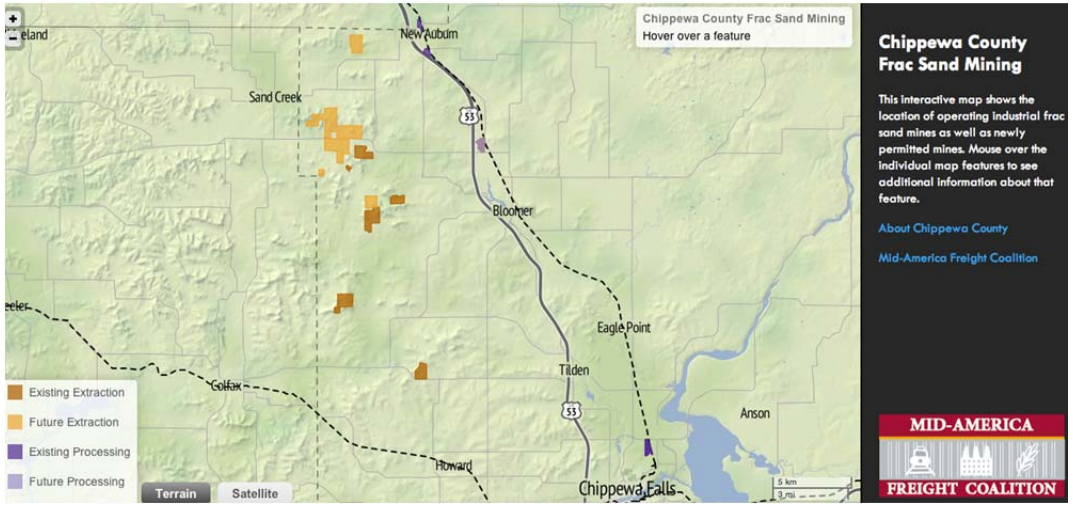 +
−
New Auburn
Chippewa County Frac Sand Mining
Hover over a feature
Sand Creek
53
Bloomer
Eagle Point
Tilden
Colfax
53
Anson
Howard
Chippewa Falls
Existing Extraction
Future Extraction
Existing Processing
Future Processing
Terrain
Satellite
5 km
3 mi
Chippewa County
Frac Sand Mining
This interactive map shows the
location of operating industrial frac
sand mines as well as newly
permitted mines. Mouse over the
individual map features to see
additional information about that
feature.
About Chippewa County
Mid-America Freight Coalition
MID-AMERICA
FREIGHT COALITION